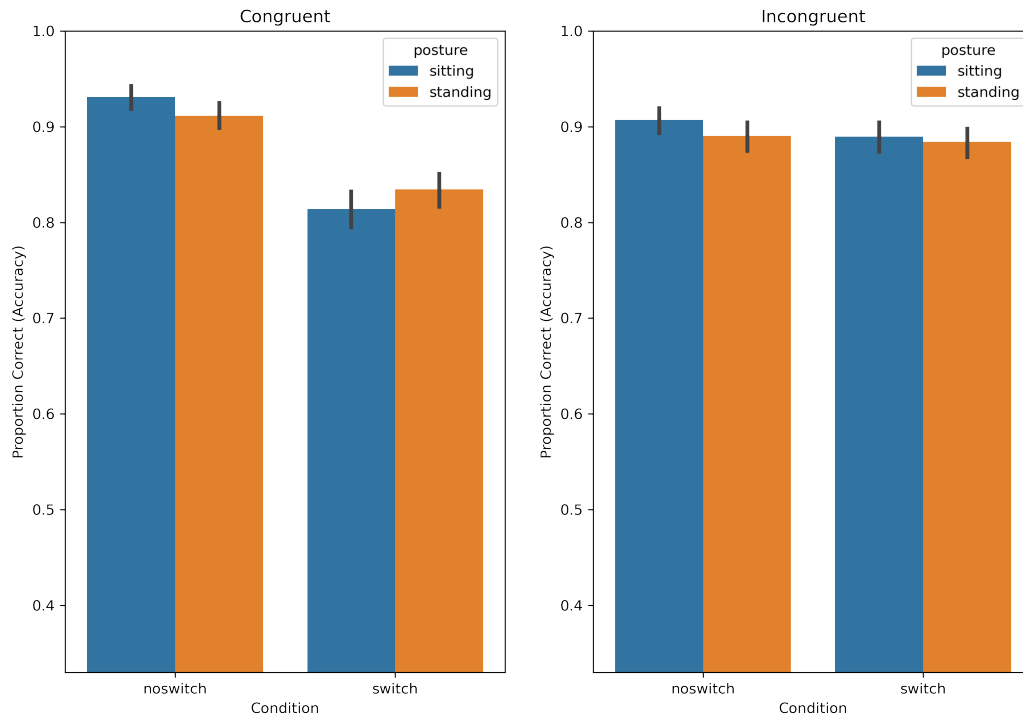 Congruent
Proportion Correct (Accuracy)
1.0
0.9
0.8
0.7
0.6
0.5
0.4
posture
sitting
standing
noswitch
switch
Condition
Incongruent
Proportion Correct (Accuracy)
1.0
0.9
0.8
0.7
0.6
0.5
0.4
posture
sitting
standing
noswitch
switch
Condition